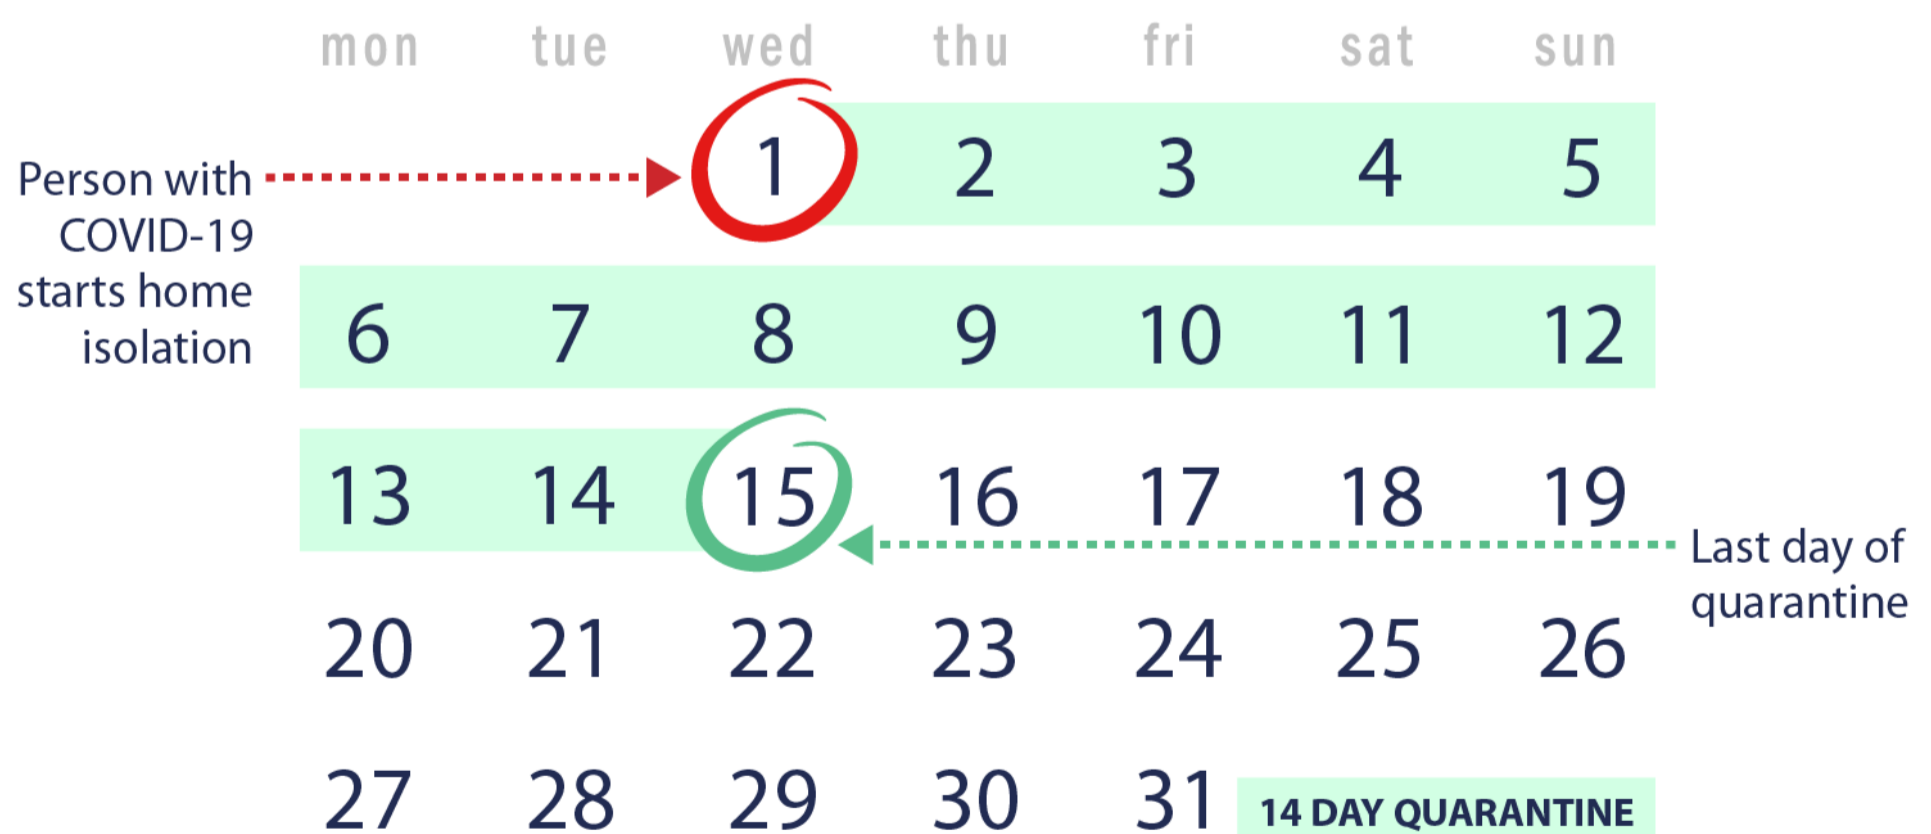 mon tue wed thu fri sat sun
1 2 3 4 5
Person with
COVID-19
starts home
isolation
6 7 8 9 10 11 12
13 14 15 16 17 18 19
Last day of
quarantine
20 21 22 23 24 25 26
27 28 29 30 31
14 DAY QUARANTINE